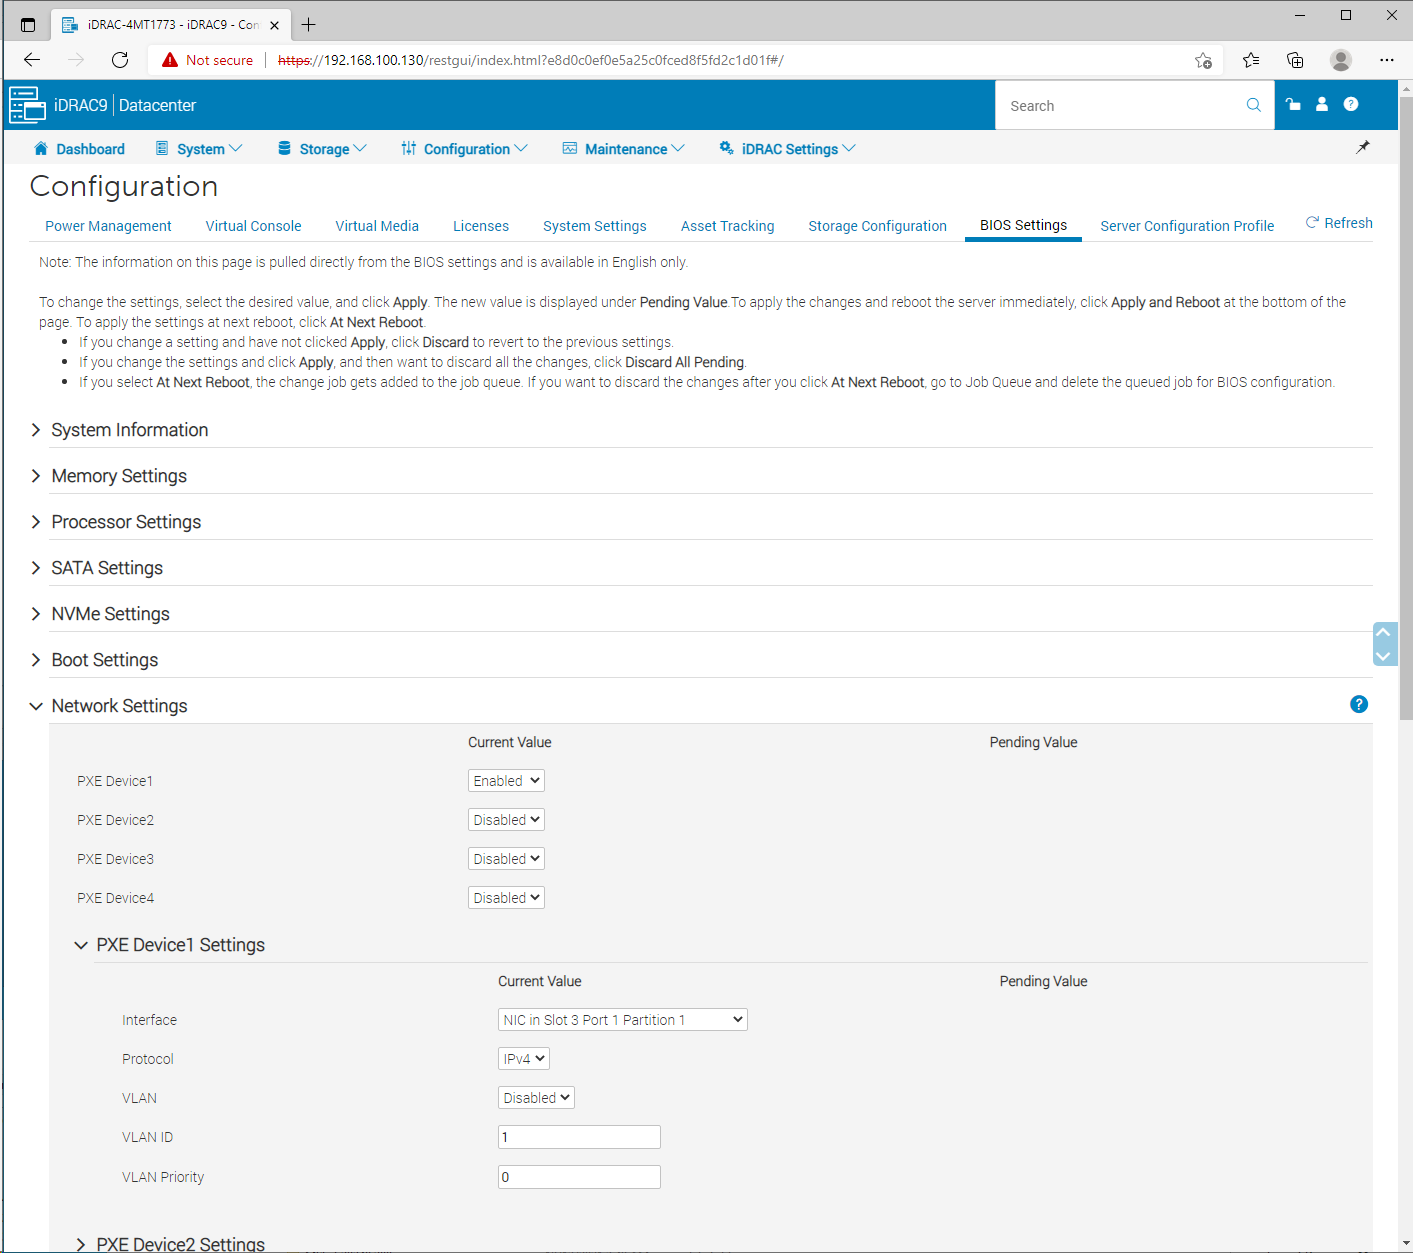 iDRAC-4MT1773 - iDRAC9 - Con
Not secure
https://192.168.100.130/restgui/index.html?e8d0c0ef0e5a25c0fced8f5fd2c1d01f#/
iDRAC9 | Datacenter
Search
Dashboard System Storage Configuration Maintenance iDRAC Settings
Configuration
Power Management Virtual Console Virtual Media Licenses System Settings Asset Tracking Storage Configuration BIOS Settings Server Configuration Profile Refresh
Note: The information on this page is pulled directly from the BIOS settings and is available in English only.
To change the settings, select the desired value, and click Apply. The new value is displayed under Pending Value.To apply the changes and reboot the server immediately, click Apply and Reboot at the bottom of the
page. To apply the settings at next reboot, click At Next Reboot.
If you change a setting and have not clicked Apply, click Discard to revert to the previous settings.
If you change the settings and click Apply, and then want to discard all the changes, click Discard All Pending.
If you select At Next Reboot, the change job gets added to the job queue. If you want to discard the changes after you click At Next Reboot, go to Job Queue and delete the queued job for BIOS configuration.
System Information
Memory Settings
Processor Settings
SATA Settings
NVMe Settings
Boot Settings
Network Settings
Current Value Pending Value
PXE Device1 Enabled
PXE Device2 Disabled
PXE Device3 Disabled
PXE Device4 Disabled
PXE Device1 Settings
Current Value Pending Value
Interface NIC in Slot 3 Port 1 Partition 1
Protocol IPv4
VLAN Disabled
VLAN ID 1
VLAN Priority 0
PXE Device2 Settings